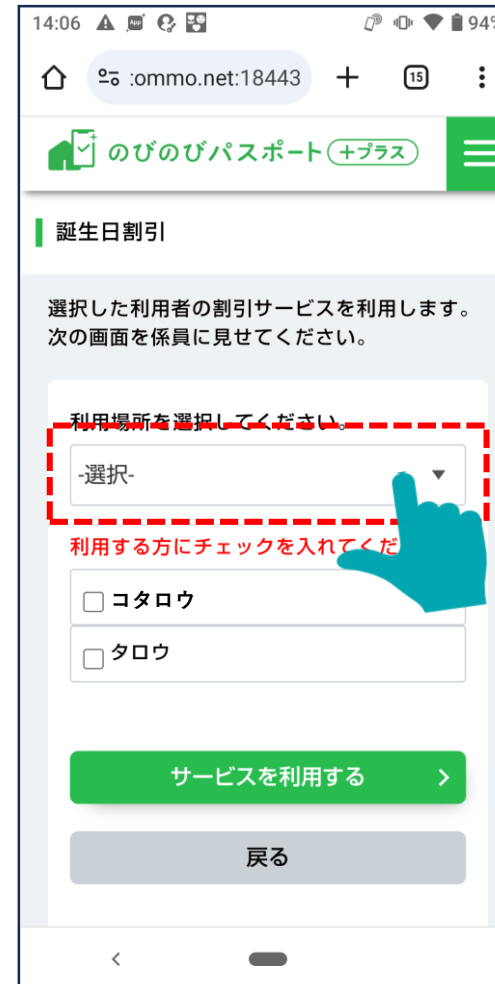 14:06
94%
:ommo.net:18443
15
のびのびパスポート +プラス
誕生日割引
選択した利用者の割引サービスを利用します。
次の画面を係員に見せてください。
利用場所を選択してください。
-選択-
利用する方にチェックを入れてくだ
コタロウ
タロウ
サービスを利用する
戻る